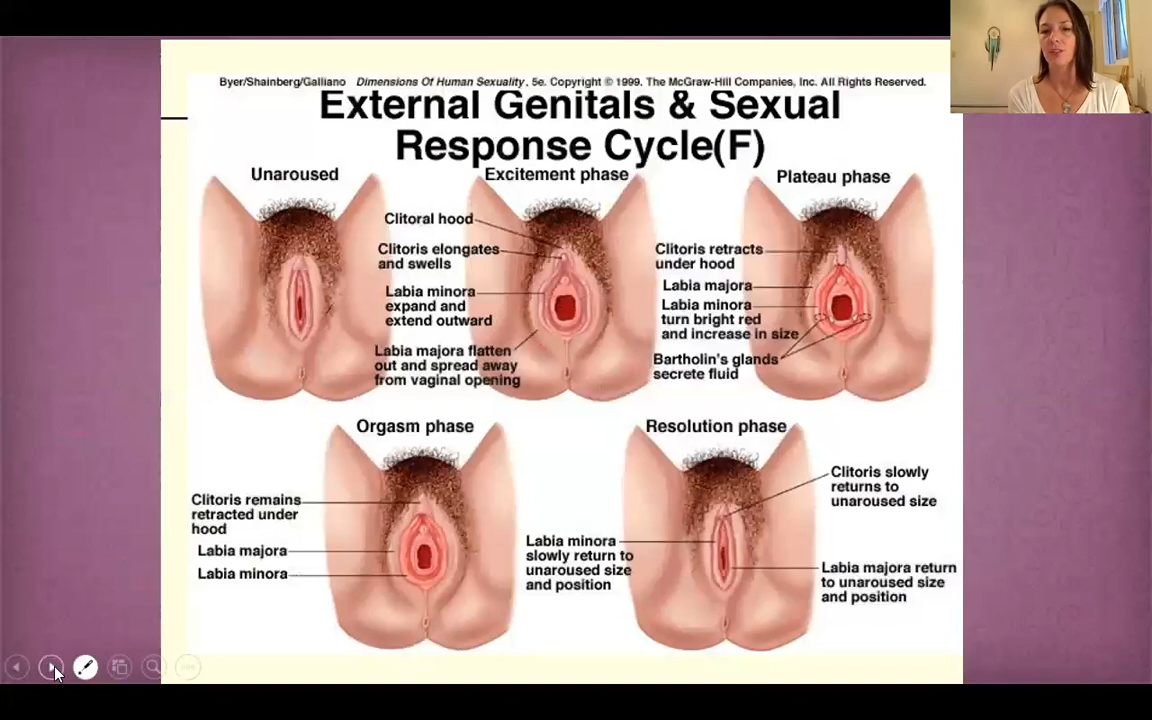 Byer/Shainberg/Galliano Dimensions Of Human Sexuality, 5e. Copyright © 1999. The McGraw-Hill Companies, Inc. All Rights Reserved.
External Genitals & Sexual
Response Cycle(F)
Unaroused
Excitement phase
Clitoral hood
Clitoris elongates
and swells
Labia minora
expand and
extend outward
Labia majora flatten
out and spread away
from vaginal opening
Plateau phase
Clitoris retracts
under hood
Labia majora
Labia minora
turn bright red
and increase in size
Bartholin's glands
secrete fluid
Orgasm phase
Clitoris remains
retracted under
hood
Labia majora
Labia minora
Resolution phase
Clitoris slowly
returns to
unaroused size
Labia minora
slowly return to
unaroused size
and position
Labia majora return
to unaroused size
and position